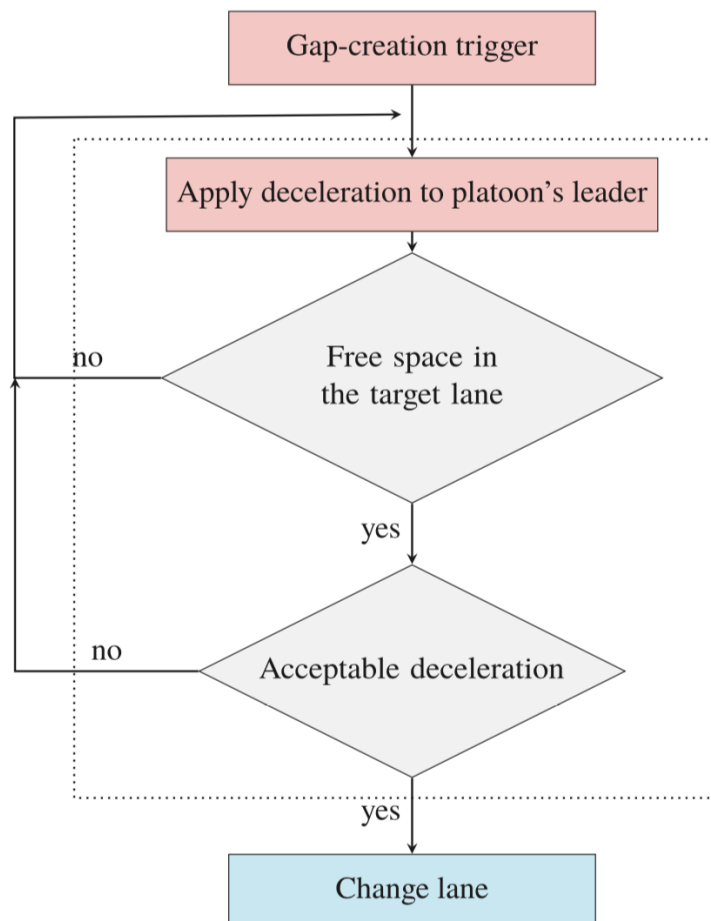 Gap-creation trigger
Apply deceleration to platoon’s leader
no
Free space in
the target lane
yes
no
Acceptable deceleration
yes
Change lane